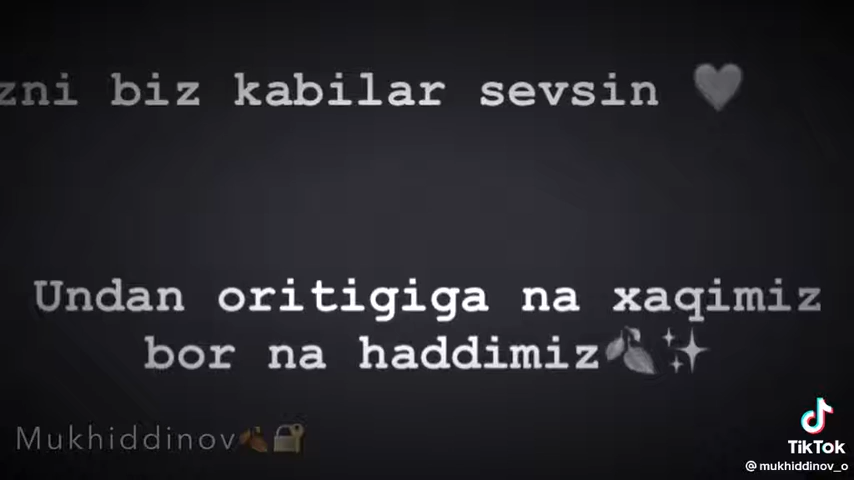 zni biz kabilar sevsin 🤍
Undan oritigiga na xaqimiz
bor na haddimiz🍂✨
Mukhiddinov🍂🔐
TikTok
@mukhiddinov_o